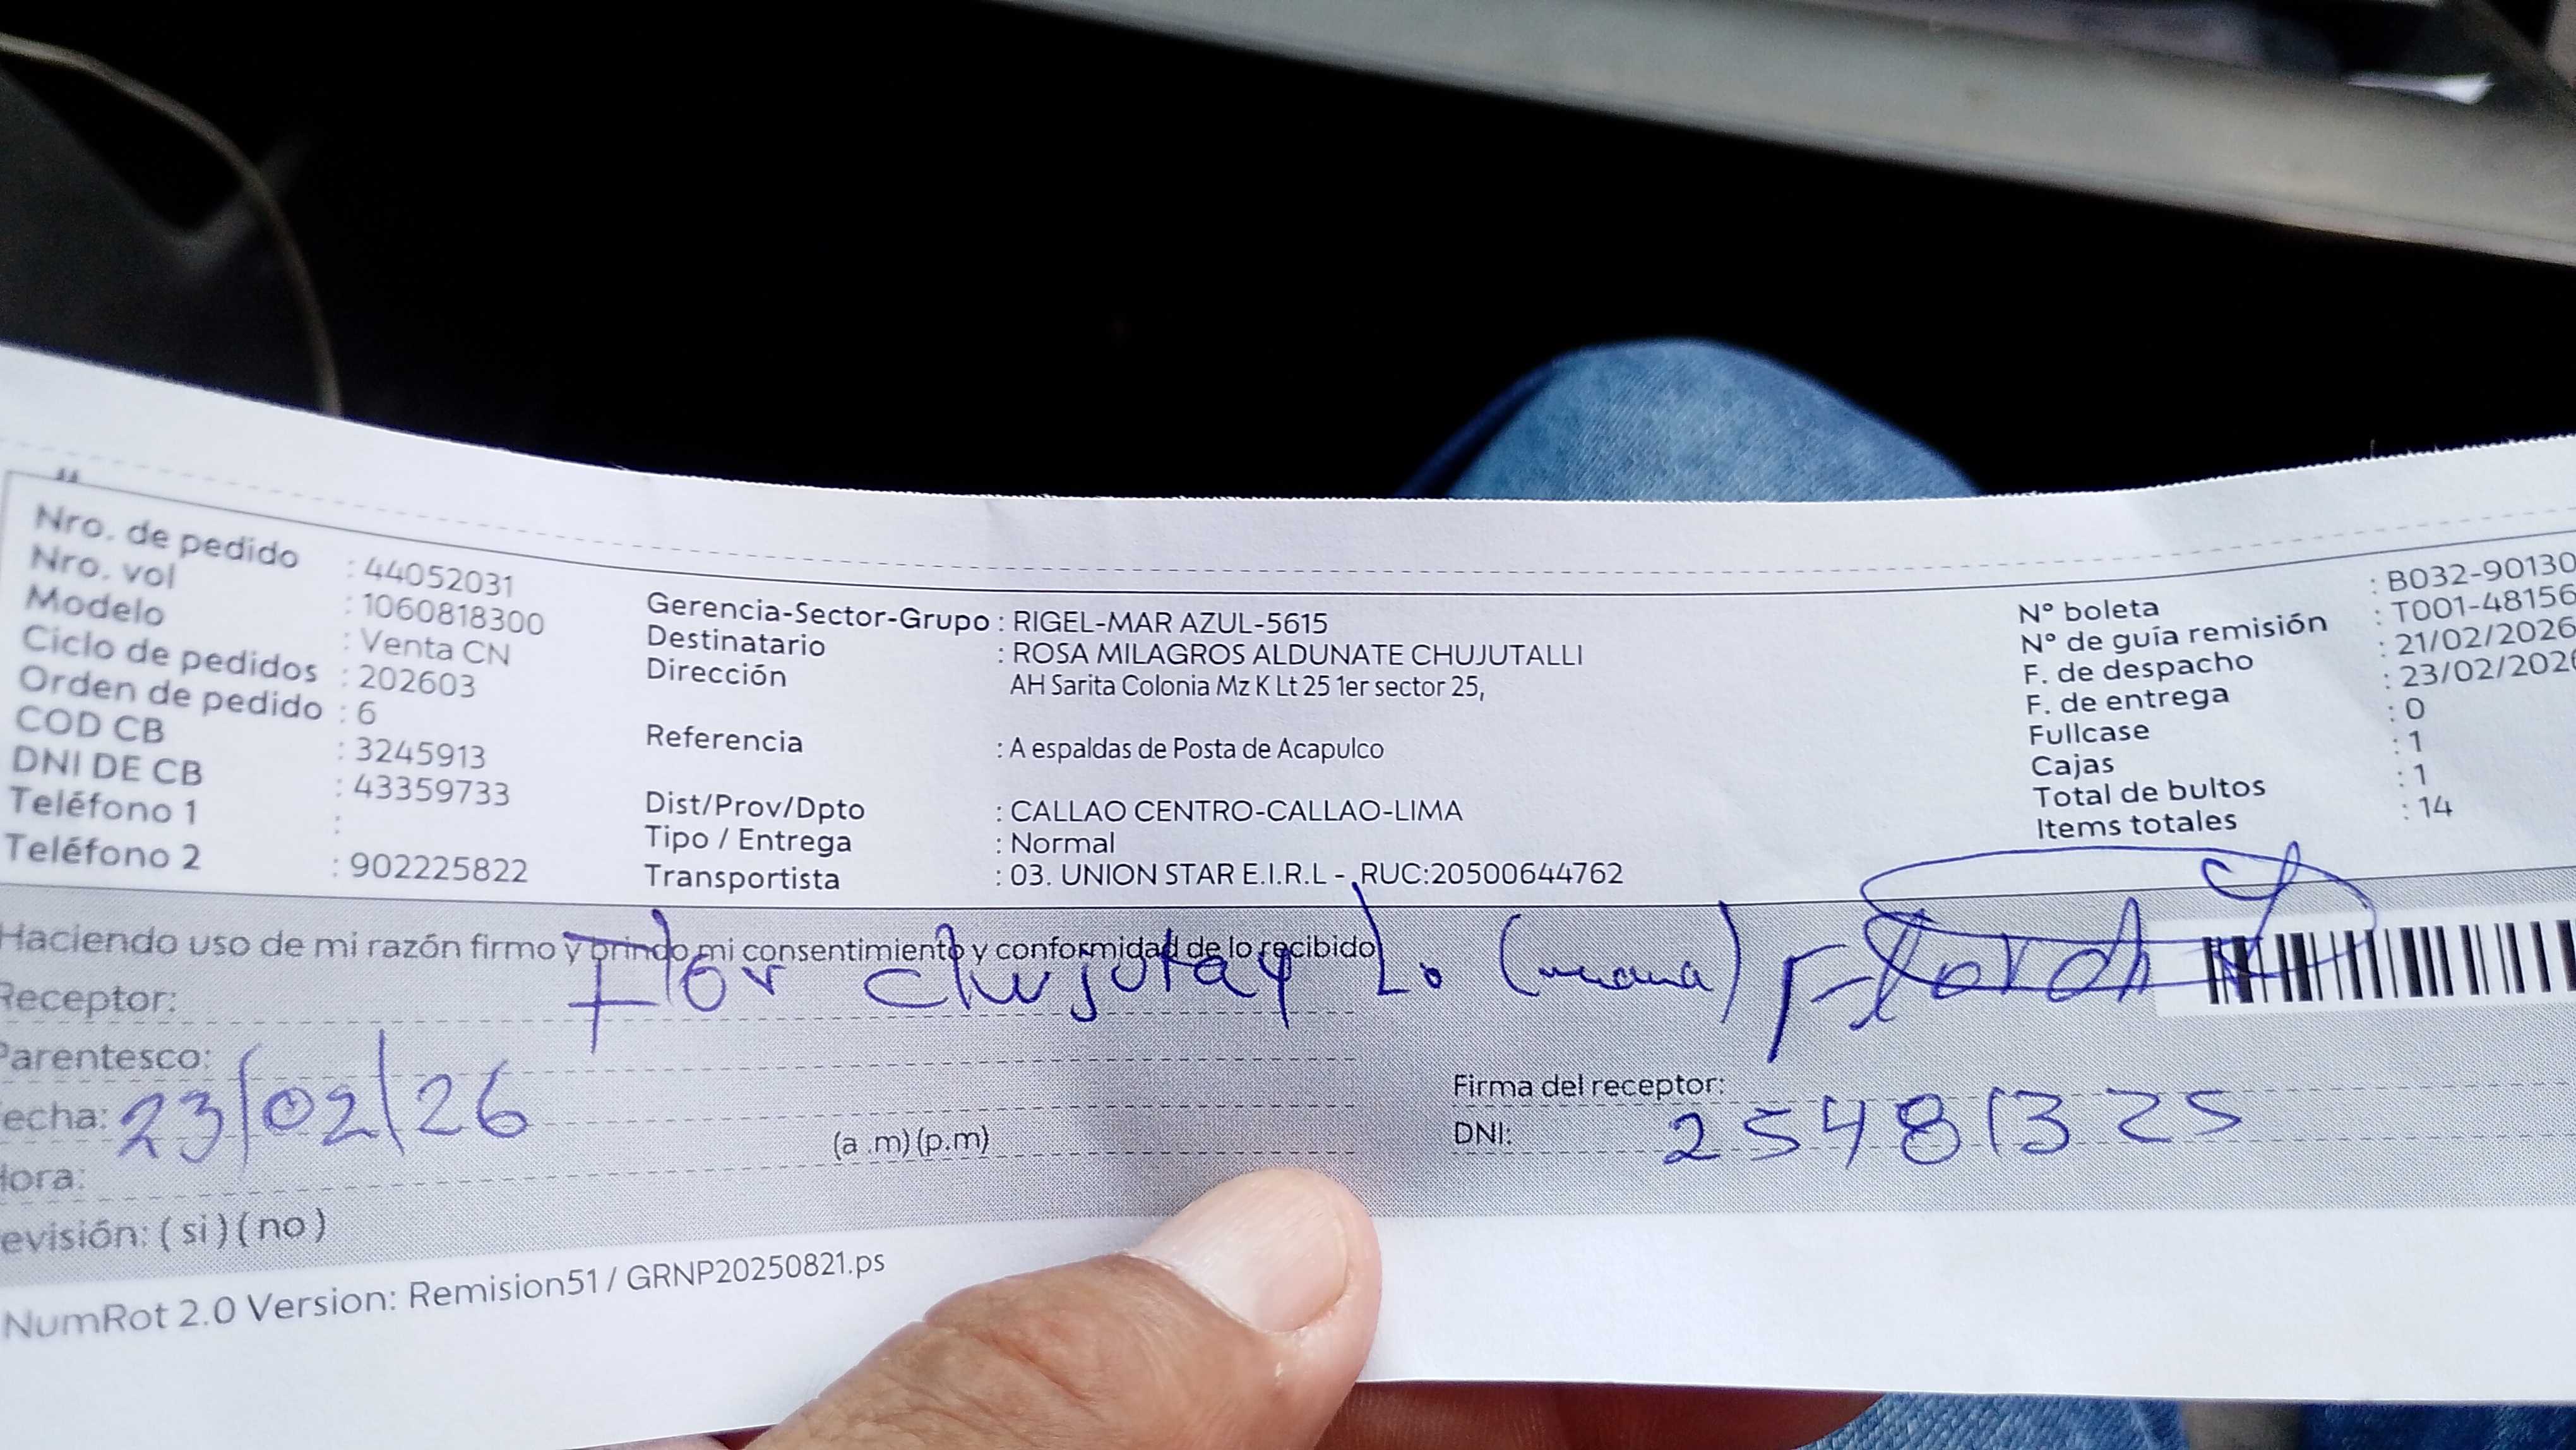 Nro. de pedido : 44052031
Nro. vol : 1060818300
Modelo : Venta CN
Ciclo de pedidos : 202603
Orden de pedido : 6
COD CB : 3245913
DNI DE CB : 43359733
Teléfono 1 :
Teléfono 2 : 902225822
Gerencia-Sector-Grupo : RIGEL-MAR AZUL-5615
Destinatario : ROSA MILAGROS ALDUNATE CHUJUTALLI
Dirección AH Sarita Colonia Mz K Lt 25 1er sector 25,
Referencia : A espaldas de Posta de Acapulco
Dist/Prov/Dpto : CALLAO CENTRO-CALLAO-LIMA
Tipo / Entrega : Normal
Transportista : 03. UNION STAR E.I.R.L - RUC:20500644762
N° boleta : B032-90130
N° de guía remisión : T001-48156
F. de despacho : 21/02/2026
F. de entrega : 23/02/2026
Fullcase : 0
Cajas : 1
Total de bultos : 1
Items totales : 14
Haciendo uso de mi razón firmo y brindo mi consentimiento y conformidad de lo recibido
Receptor: Flor
Parentesco:
echa: 23/02/26
Hora: (a .m) (p.m)
evisión: ( si ) ( no )
Firma del receptor:
DNI: 25481325
NumRot 2.0 Version: Remision51 / GRNP20250821.ps